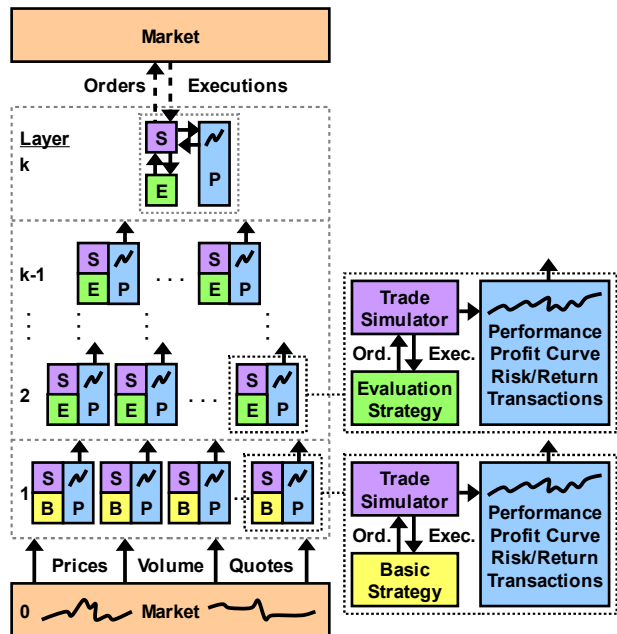 Market
Orders
Executions
Layer
k
S
P
E
k-1
S
E
P
. . .
S
E
P
2
S
E
P
S
E
P
. . .
S
E
P
1
S
B
P
S
B
P
S
B
P
...
S
B
P
Prices
Volume
Quotes
0
Market
Trade
Simulator
Ord.
Exec.
Evaluation
Strategy
Performance
Profit Curve
Risk/Return
Transactions
Trade
Simulator
Ord.
Exec.
Basic
Strategy
Performance
Profit Curve
Risk/Return
Transactions